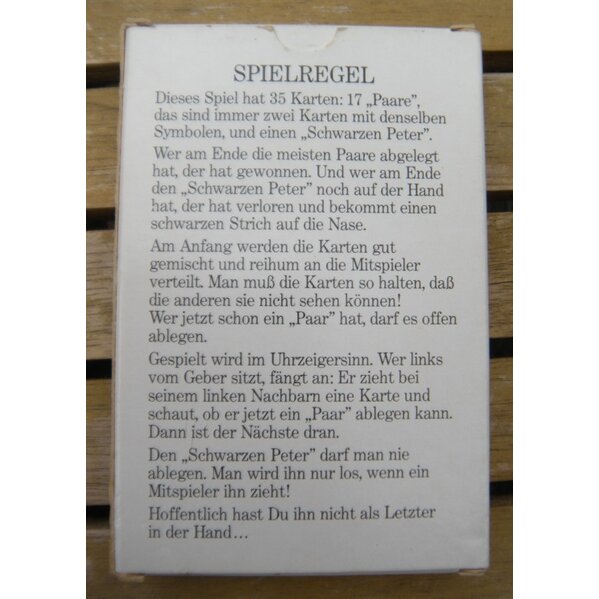 SPIELREGEL
Dieses Spiel hat 35 Karten: 17 „Paare”,
das sind immer zwei Karten mit denselben
Symbolen, und einen „Schwarzen Peter”.
Wer am Ende die meisten Paare abgelegt
hat, der hat gewonnen. Und wer am Ende
den „Schwarzen Peter” noch auf der Hand
hat, der hat verloren und bekommt einen
schwarzen Strich auf die Nase.
Am Anfang werden die Karten gut
gemischt und reihum an die Mitspieler
verteilt. Man muß die Karten so halten, daß
die anderen sie nicht sehen können!
Wer jetzt schon ein „Paar” hat, darf es offen
ablegen.
Gespielt wird im Uhrzeigersinn. Wer links
vom Geber sitzt, fängt an: Er zieht bei
seinem linken Nachbarn eine Karte und
schaut, ob er jetzt ein „Paar” ablegen kann.
Dann ist der Nächste dran.
Den „Schwarzen Peter” darf man nie
ablegen. Man wird ihn nur los, wenn ein
Mitspieler ihn zieht!
Hoffentlich hast Du ihn nicht als Letzter
in der Hand...